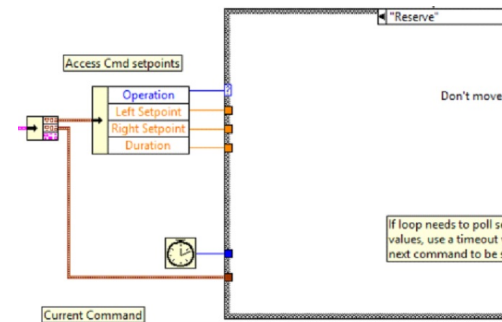 "Reserve"
Access Cmd setpoints
Operation
Left Setpoint
Right Setpoint
Duration
Don't move
If loop needs to poll
values, use a timeout
next command to be
Current Command